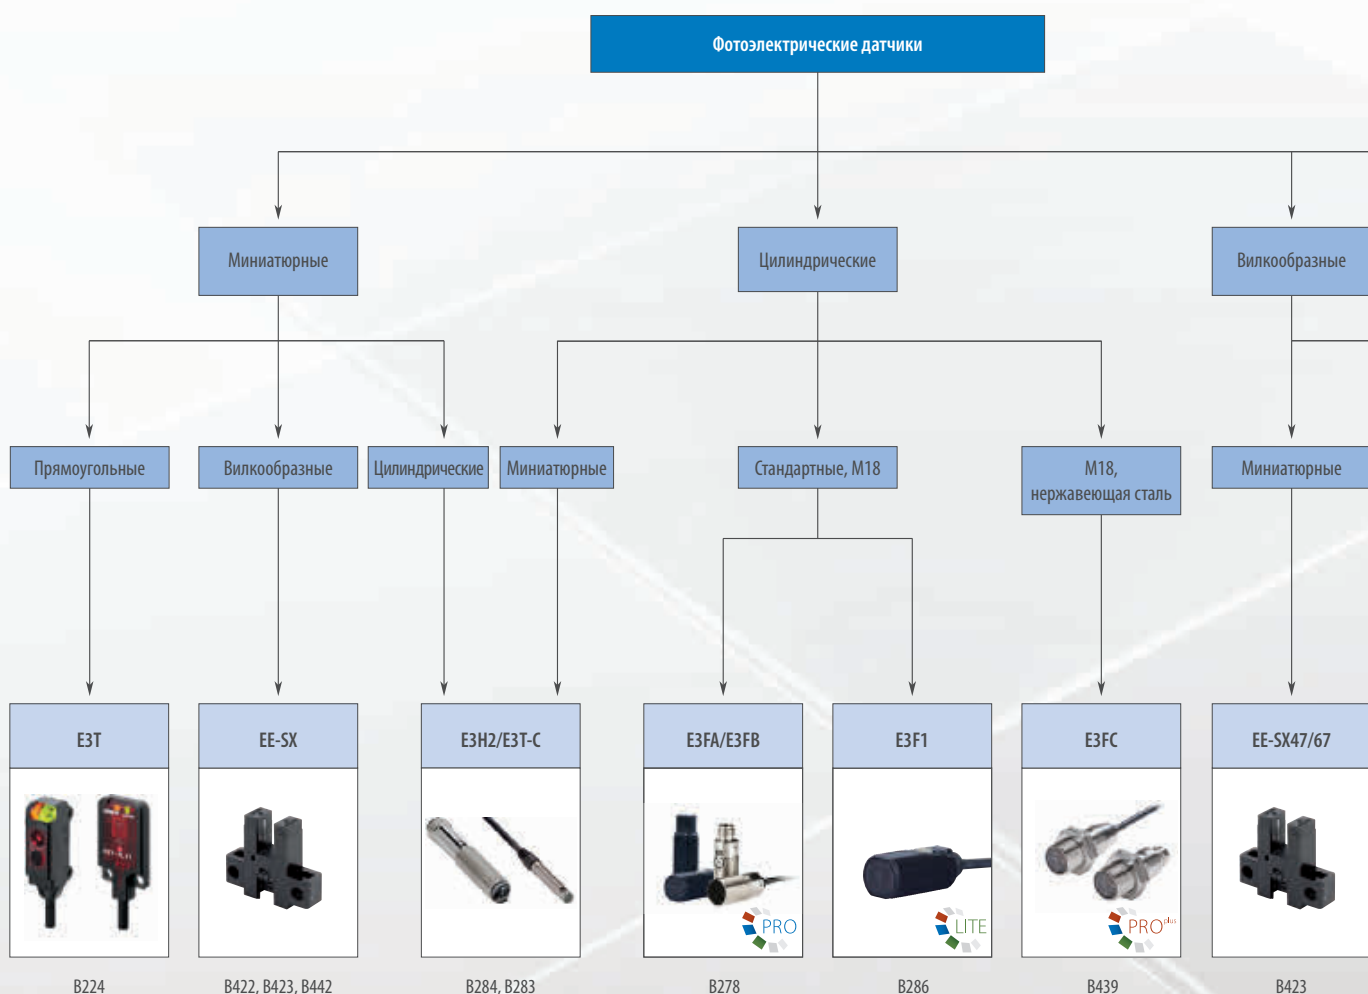 Фотоэлектрические датчики
Миниатюрные
Цилиндрические
Вилкообразные
Прямоугольные
Вилкообразные
Цилиндрические
Миниатюрные
Стандартные, M18
M18,
нержавеющая сталь
Миниатюрные
E3T
EE-SX
E3H2/E3T-C
E3FA/E3FB
E3F1
E3FC
EE-SX47/67
PRO
LITE
PROplus
B224
B422, B423, B442
B284, B283
B278
B286
B439
B423